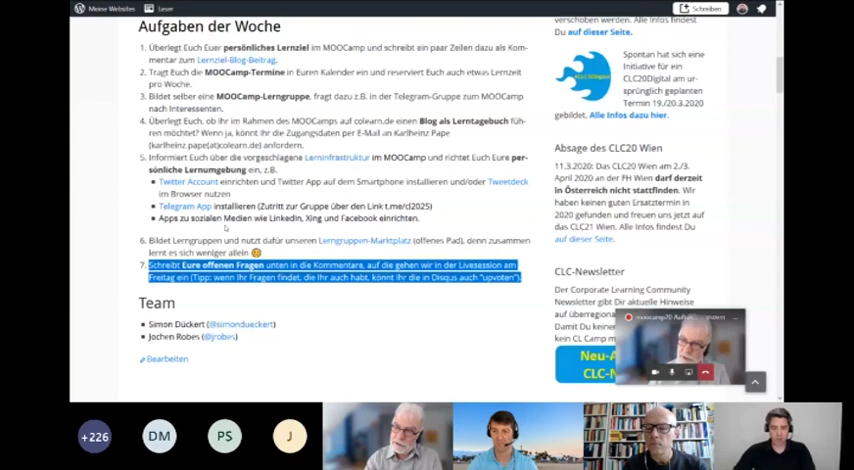 Meine Websites
Leser
Schreiben
Aufgaben der Woche
1. Überlegt Euch Euer persönliches Lernziel im MOOCamp und schreibt ein paar Zeilen dazu als Kom-
mentar zum Lernziel-Blog-Beitrag.
2. Tragt Euch die MOOCamp-Termine in Euren Kalender ein und reserviert Euch auch etwas Lernzeit
pro Woche.
3. Bildet selber eine MOOCamp-Lerngruppe, fragt dazu z.B. in der Telegram-Gruppe zum MOOCamp
nach Interessenten.
4. Überlegt Euch, ob Ihr im Rahmen des MOOCamps auf colearn.de einen Blog als Lerntagebuch füh-
ren möchtet? Wenn ja, könnt Ihr die Zugangsdaten per E-Mail an Karlheinz Pape
(karlheinz.pape(at)colearn.de) anfordern.
5. Informiert Euch über die vorgeschlagene Lerninfrastruktur im MOOCamp und richtet Euch Eure per-
sönliche Lernumgebung ein, z.B.
▪ Twitter Account einrichten und Twitter App auf dem Smartphone installieren und/oder Tweetdeck
im Browser nutzen
▪ Telegram App installieren (Zutritt zur Gruppe über den Link t.me/cl2025)
▪ Apps zu sozialen Medien wie LinkedIn, Xing und Facebook einrichten.
6. Bildet Lerngruppen und nutzt dafür unseren Lerngruppen-Marktplatz (offenes Pad), denn zusammen
lernt es sich weniger allein
7. Schreibt Eure offenen Fragen unten in die Kommentare, auf die gehen wir in der Livesession am
Freitag ein (Tipp: wenn Ihr Fragen findet, die Ihr auch habt, könnt Ihr die in Disqus auch "upvoten").
Team
▪ Simon Dückert (@simondueckert)
▪ Jochen Robes (@jrobes)
Bearbeiten
verschoben werden. Alle Infos findest
Du auf dieser Seite.
#CLC20Digital
Spontan hat sich eine
Initiative für ein
CLC20Digital am ur-
sprünglich geplanten
Termin 19./20.3.2020
gebildet. Alle Infos dazu hier.
Absage des CLC20 Wien
11.3.2020: Das CLC20 Wien am 2./3.
April 2020 an der FH Wien darf derzeit
in Österreich nicht stattfinden. Wir
haben keinen guten Ersatztermin in
2020 gefunden und freuen uns jetzt auf
das CLC21 Wien. Alle Infos findest Du
auf dieser Seite.
CLC-Newsletter
Der Corporate Learning Community
Newsletter gibt Dir aktuelle Hinweise
auf überregiona
Damit Du keinen
kein CL Camp m
Neu-A
CLC-N
+226
DM
PS
J